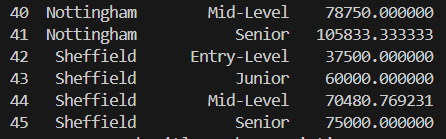 40 Nottingham Mid-Level 78750.000000
41 Nottingham Senior 105833.333333
42 Sheffield Entry-Level 37500.000000
43 Sheffield Junior 60000.000000
44 Sheffield Mid-Level 70480.769231
45 Sheffield Senior 75000.000000